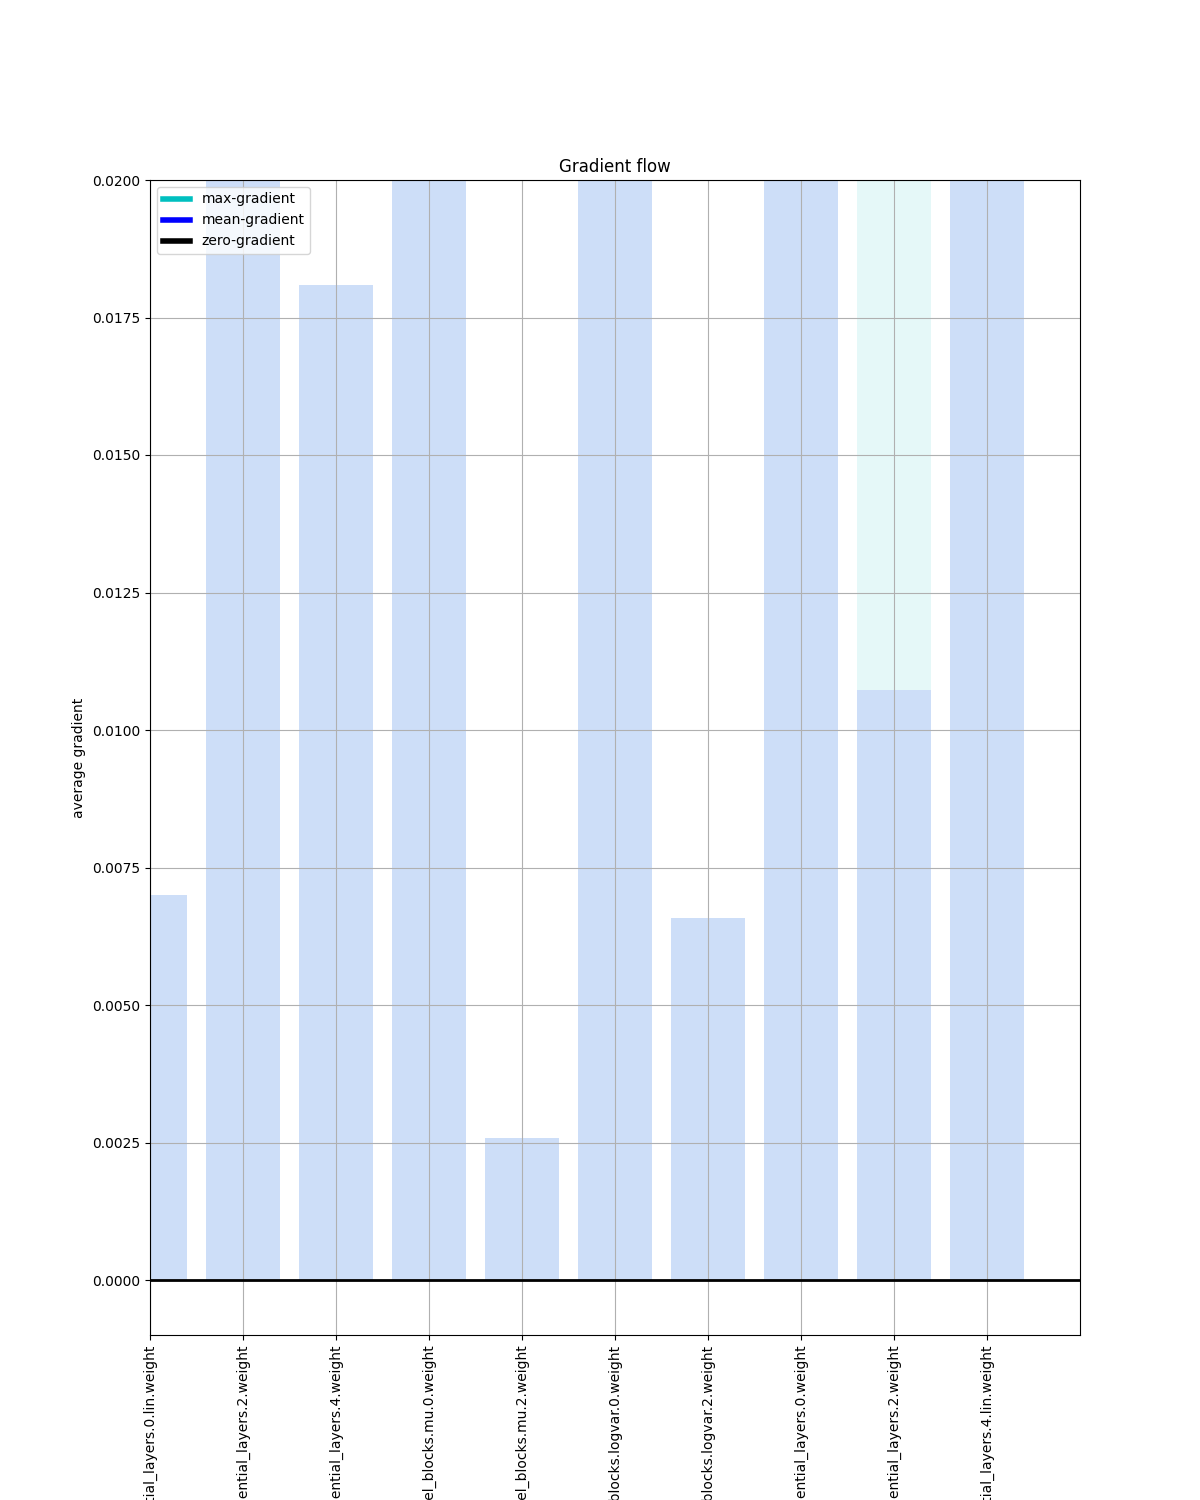 Gradient flow
max-gradient
mean-gradient
zero-gradient
0.0200
0.0175
0.0150
0.0125
0.0100
0.0075
0.0050
0.0025
0.0000
average gradient
tial_layers.0.lin.weight
ential_layers.2.weight
ential_layers.4.weight
el_blocks.mu.0.weight
el_blocks.mu.2.weight
blocks.logvar.0.weight
blocks.logvar.2.weight
ential_layers.0.weight
ential_layers.2.weight
tial_layers.4.lin.weight